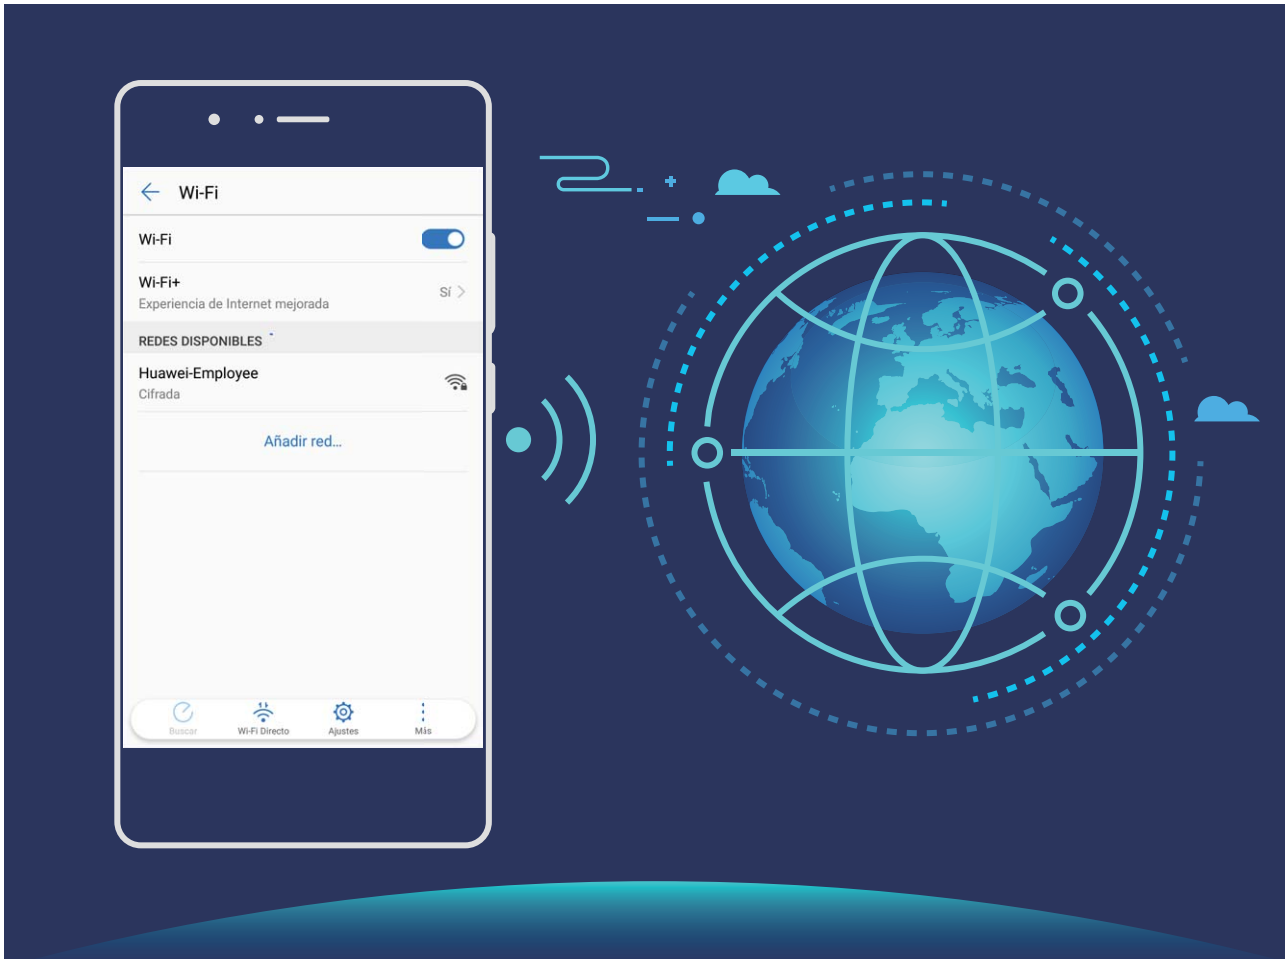 Wi-Fi
Wi-Fi
Wi-Fi+
Experiencia de Internet mejorada
Sí
REDES DISPONIBLES
Huawei-Employee
Cifrada
Añadir red...
Buscar
Wi-Fi Directo
Ajustes
Más